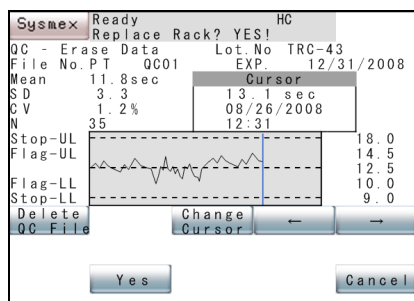 Sysmex Ready HC
Replace Rack? YES!
QC - Erase Data Lot.No TRC-43
File No.PT QC01 EXP. 12/31/2008
Mean 11.8sec Cursor
SD 3.3 13.1 sec
CV 1.2% 08/26/2008
N 35 12:31
Stop-UL 18.0
Flag-UL 14.5
12.5
Flag-LL 10.0
Stop-LL 9.0
Delete Change ← →
QC File Cursor
Yes Cancel